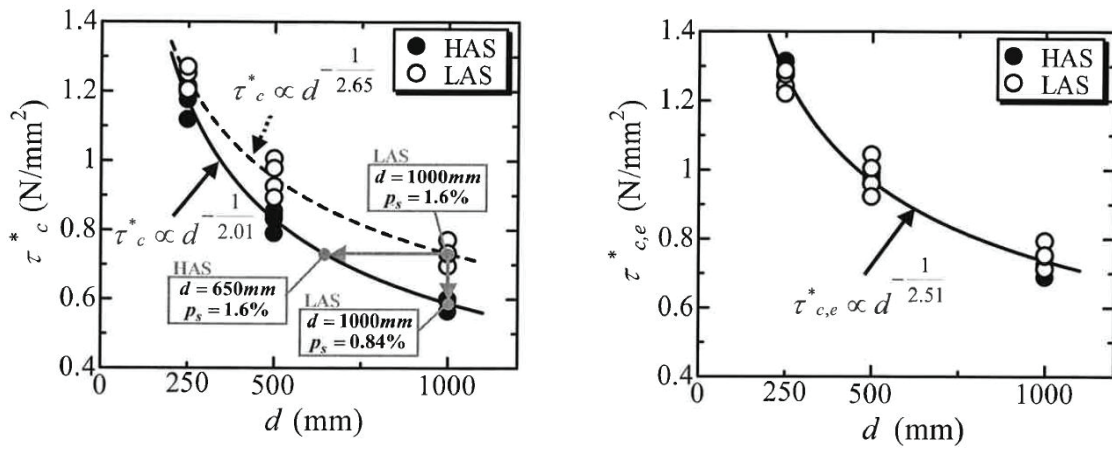 1.4
1.2
1
0.8
0.6
0.4
τ*c (N/mm²)
HAS
LAS
τ*c ∝ d^(-1/2.65)
LAS
d = 1000mm
ps = 1.6%
τ*c ∝ d^(-1/2.01)
HAS
d = 650mm
ps = 1.6%
LAS
d = 1000mm
ps = 0.84%
0 250 500 1000
d (mm)
1.4
1.2
1
0.8
0.6
0.4
τ*c,e (N/mm²)
HAS
LAS
τ*c,e ∝ d^(-1/2.51)
0 250 500 1000
d (mm)